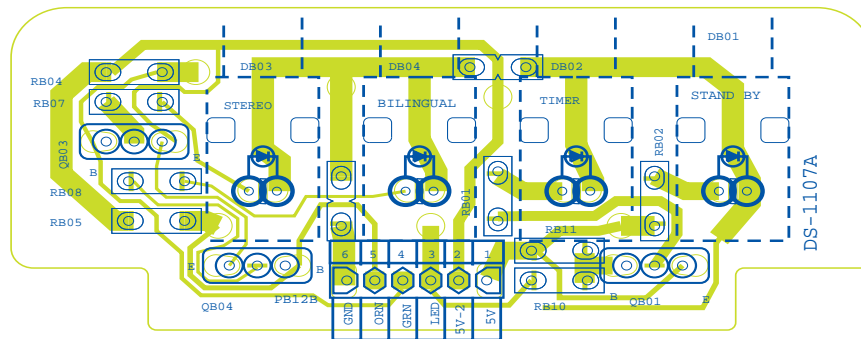 DB01
DB03
DB04
DB02
RB04
RB07
STEREO
BILINGUAL
TIMER
STAND BY
QB03
E
B
RB02
RB08
RB01
RB05
RB11
DS-1107A
6 5 4 3 2 1
E
B
QB04
PB12B
RB10
B
QB01
E
GND
ORN
GRN
LED
5V-2
5V